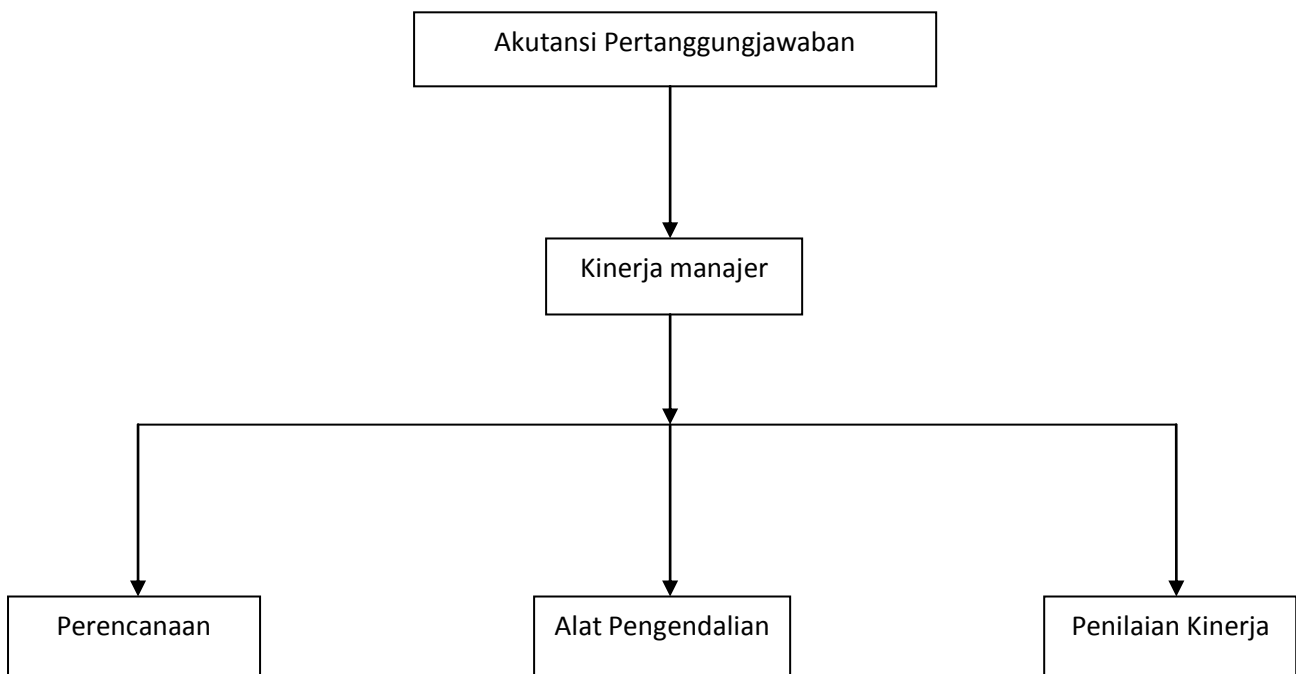 Akutansi Pertanggungjawaban
Kinerja manajer
Perencanaan
Alat Pengendalian
Penilaian Kinerja